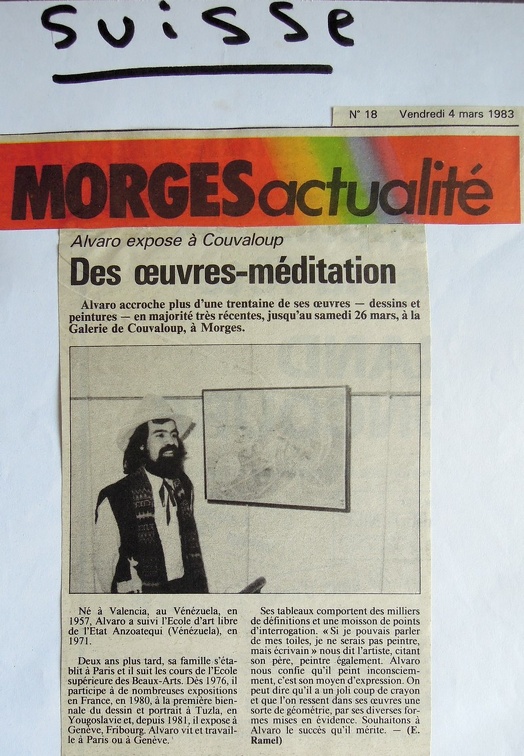 suisse
N° 18 Vendredi 4 mars 1983
MORGES actualité
Alvaro expose à Couvaloup
Des œuvres-méditation
Alvaro accroche plus d'une trentaine de ses œuvres — dessins et
peintures — en majorité très récentes, jusqu'au samedi 26 mars, à la
Galerie de Couvaloup, à Morges.
Né à Valencia, au Vénézuela, en
1957, Alvaro a suivi l'Ecole d'art libre
de l'Etat Anzoatequi (Vénézuela), en
1971.
Deux ans plus tard, sa famille s'éta-
blit à Paris et il suit les cours de l'Ecole
supérieure des Beaux-Arts. Dès 1976, il
participe à de nombreuses expositions
en France, en 1980, à la première bien-
nale du dessin et portrait à Tuzla, en
Yougoslavie et, depuis 1981, il expose à
Genève, Fribourg. Alvaro vit et travail-
le à Paris ou à Genève.
Ses tableaux comportent des milliers
de définitions et une moisson de points
d'interrogation. « Si je pouvais parler
de mes toiles, je ne serais pas peintre,
mais écrivain » nous dit l'artiste, citant
son père, peintre également. Alvaro
nous confie qu'il peint inconsciem-
ment, c'est son moyen d'expression. On
peut dire qu'il a un joli coup de crayon
et que l'on ressent dans ses œuvres une
sorte de géométrie, par ses diverses for-
mes mises en évidence. Souhaitons à
Alvaro le succès qu'il mérite. — (E.
Ramel)